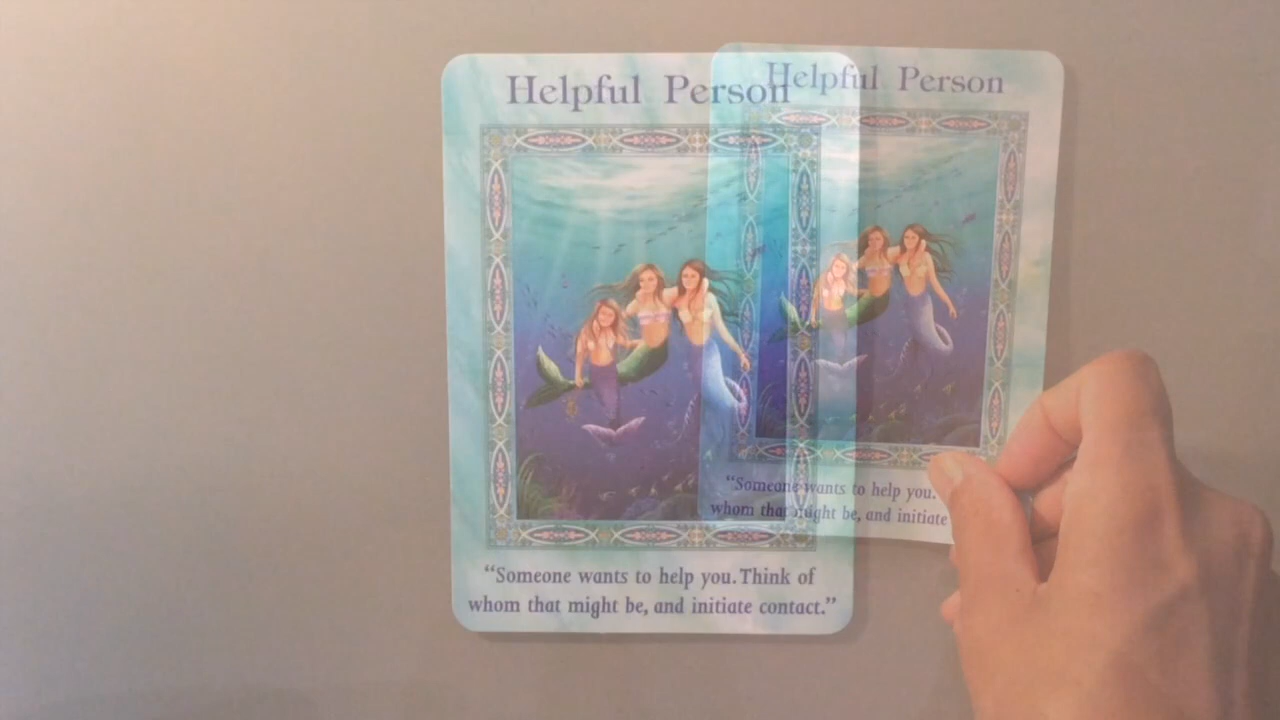 Helpful Person
"Someone wants to help you. Think of
whom that might be, and initiate contact."
Helpful Person
"Someone wants to help you.
whom that might be, and initiate